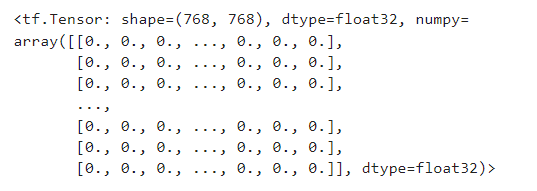 <tf.Tensor: shape=(768, 768), dtype=float32, numpy=
array([[0., 0., 0., ..., 0., 0., 0.],
       [0., 0., 0., ..., 0., 0., 0.],
       [0., 0., 0., ..., 0., 0., 0.],
       ...,
       [0., 0., 0., ..., 0., 0., 0.],
       [0., 0., 0., ..., 0., 0., 0.],
       [0., 0., 0., ..., 0., 0., 0.]], dtype=float32)>